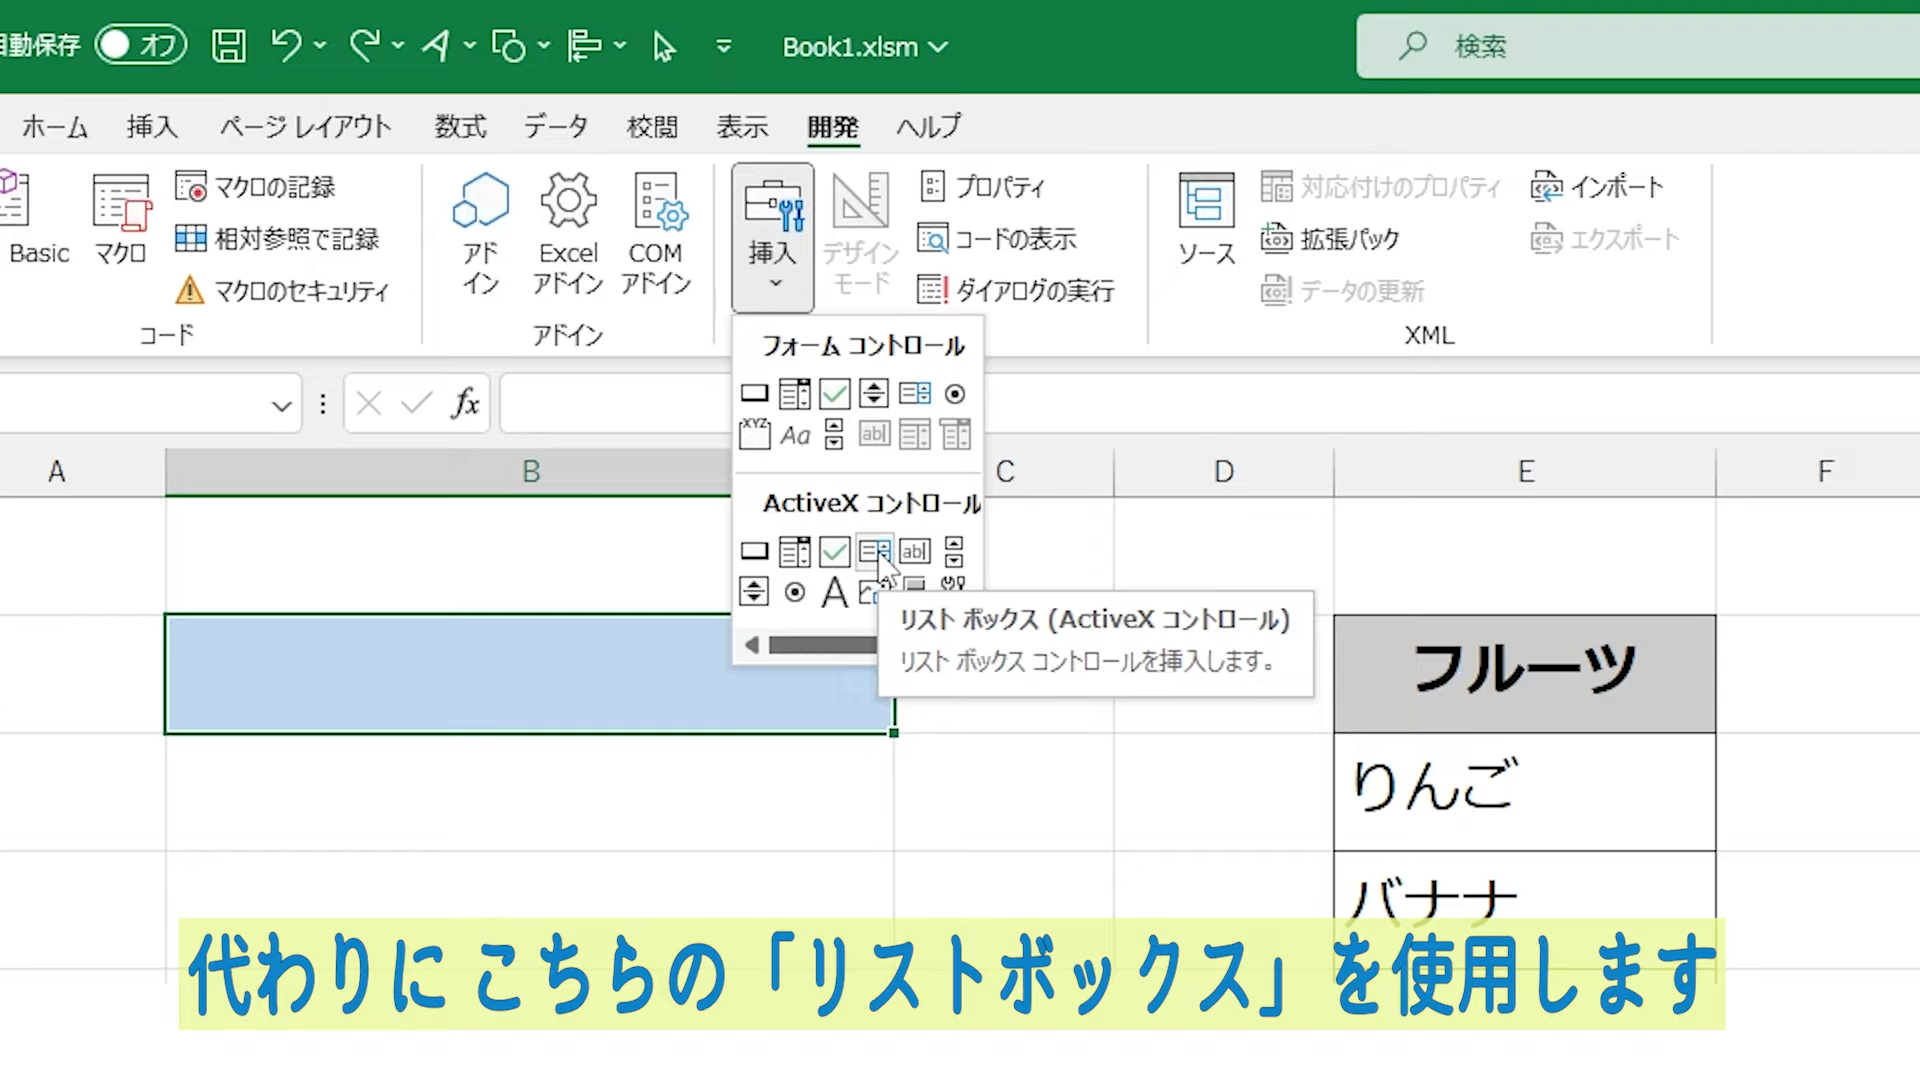 自動保存 オフ Book1.xlsm 検索
ホーム 挿入 ページ レイアウト 数式 データ 校閲 表示 開発 ヘルプ
Basic
マクロ
マクロの記録
相対参照で記録
マクロのセキュリティ
コード
アド
イン
Excel
アドイン
COM
アドイン
アドイン
挿入
デザイン
モード
プロパティ
コードの表示
ダイアログの実行
ソース
対応付けのプロパティ
拡張パック
データの更新
インポート
エクスポート
XML
fx
フォーム コントロール
XYZ Aa ab|
ActiveX コントロール
ab|
A
リスト ボックス (ActiveX コントロール)
リスト ボックス コントロールを挿入します。
A B C D E F
フルーツ
りんご
バナナ
代わりに こちらの「リストボックス」を使用します